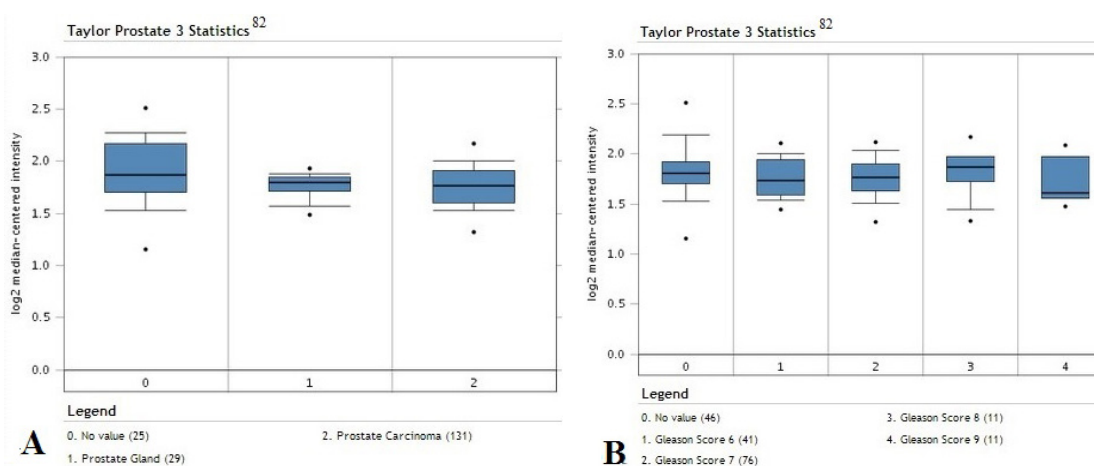 Taylor Prostate 3 Statistics 82
3.0
2.5
2.0
1.5
1.0
0.5
0.0
log2 median-centered intensity
0 1 2
Legend
0. No value (25) 2. Prostate Carcinoma (131)
1. Prostate Gland (29)
A
Taylor Prostate 3 Statistics 82
3.0
2.5
2.0
1.5
1.0
0.5
0.0
log2 median-centered intensity
0 1 2 3 4
Legend
0. No value (46) 3. Gleason Score 8 (11)
1. Gleason Score 6 (41) 4. Gleason Score 9 (11)
2. Gleason Score 7 (76)
B